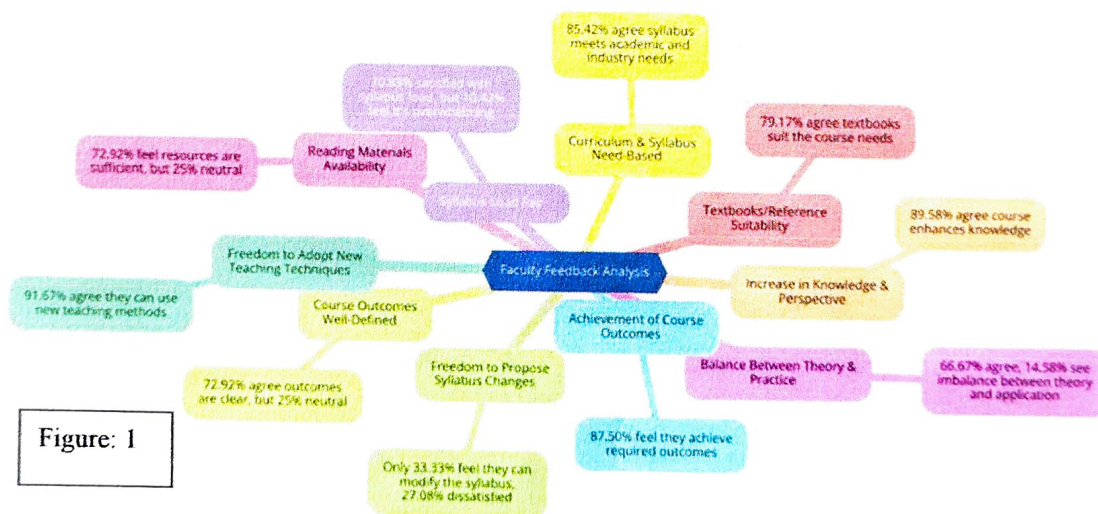 85.42% agree syllabus
meets academic and
industry needs
Curriculum & Syllabus
Need-Based
79.17% agree textbooks
suit the course needs
Textbooks/Reference
Suitability
72.92% feel resources are
sufficient, but 25% neutral
Reading Materials
Availability
Syllabus Load
89.58% agree course
enhances knowledge
Increase in Knowledge &
Perspective
Faculty Feedback Analysis
Freedom to Adopt New
Teaching Techniques
91.67% agree they can use
new teaching methods
Course Outcomes
Well-Defined
72.92% agree outcomes
are clear, but 25% neutral
Achievement of Course
Outcomes
87.50% feel they achieve
required outcomes
Freedom to Propose
Syllabus Changes
Only 33.33% feel they can
modify the syllabus,
27.08% dissatisfied
Balance Between Theory &
Practice
66.67% agree, 14.58% see
imbalance between theory
and application
Figure: 1